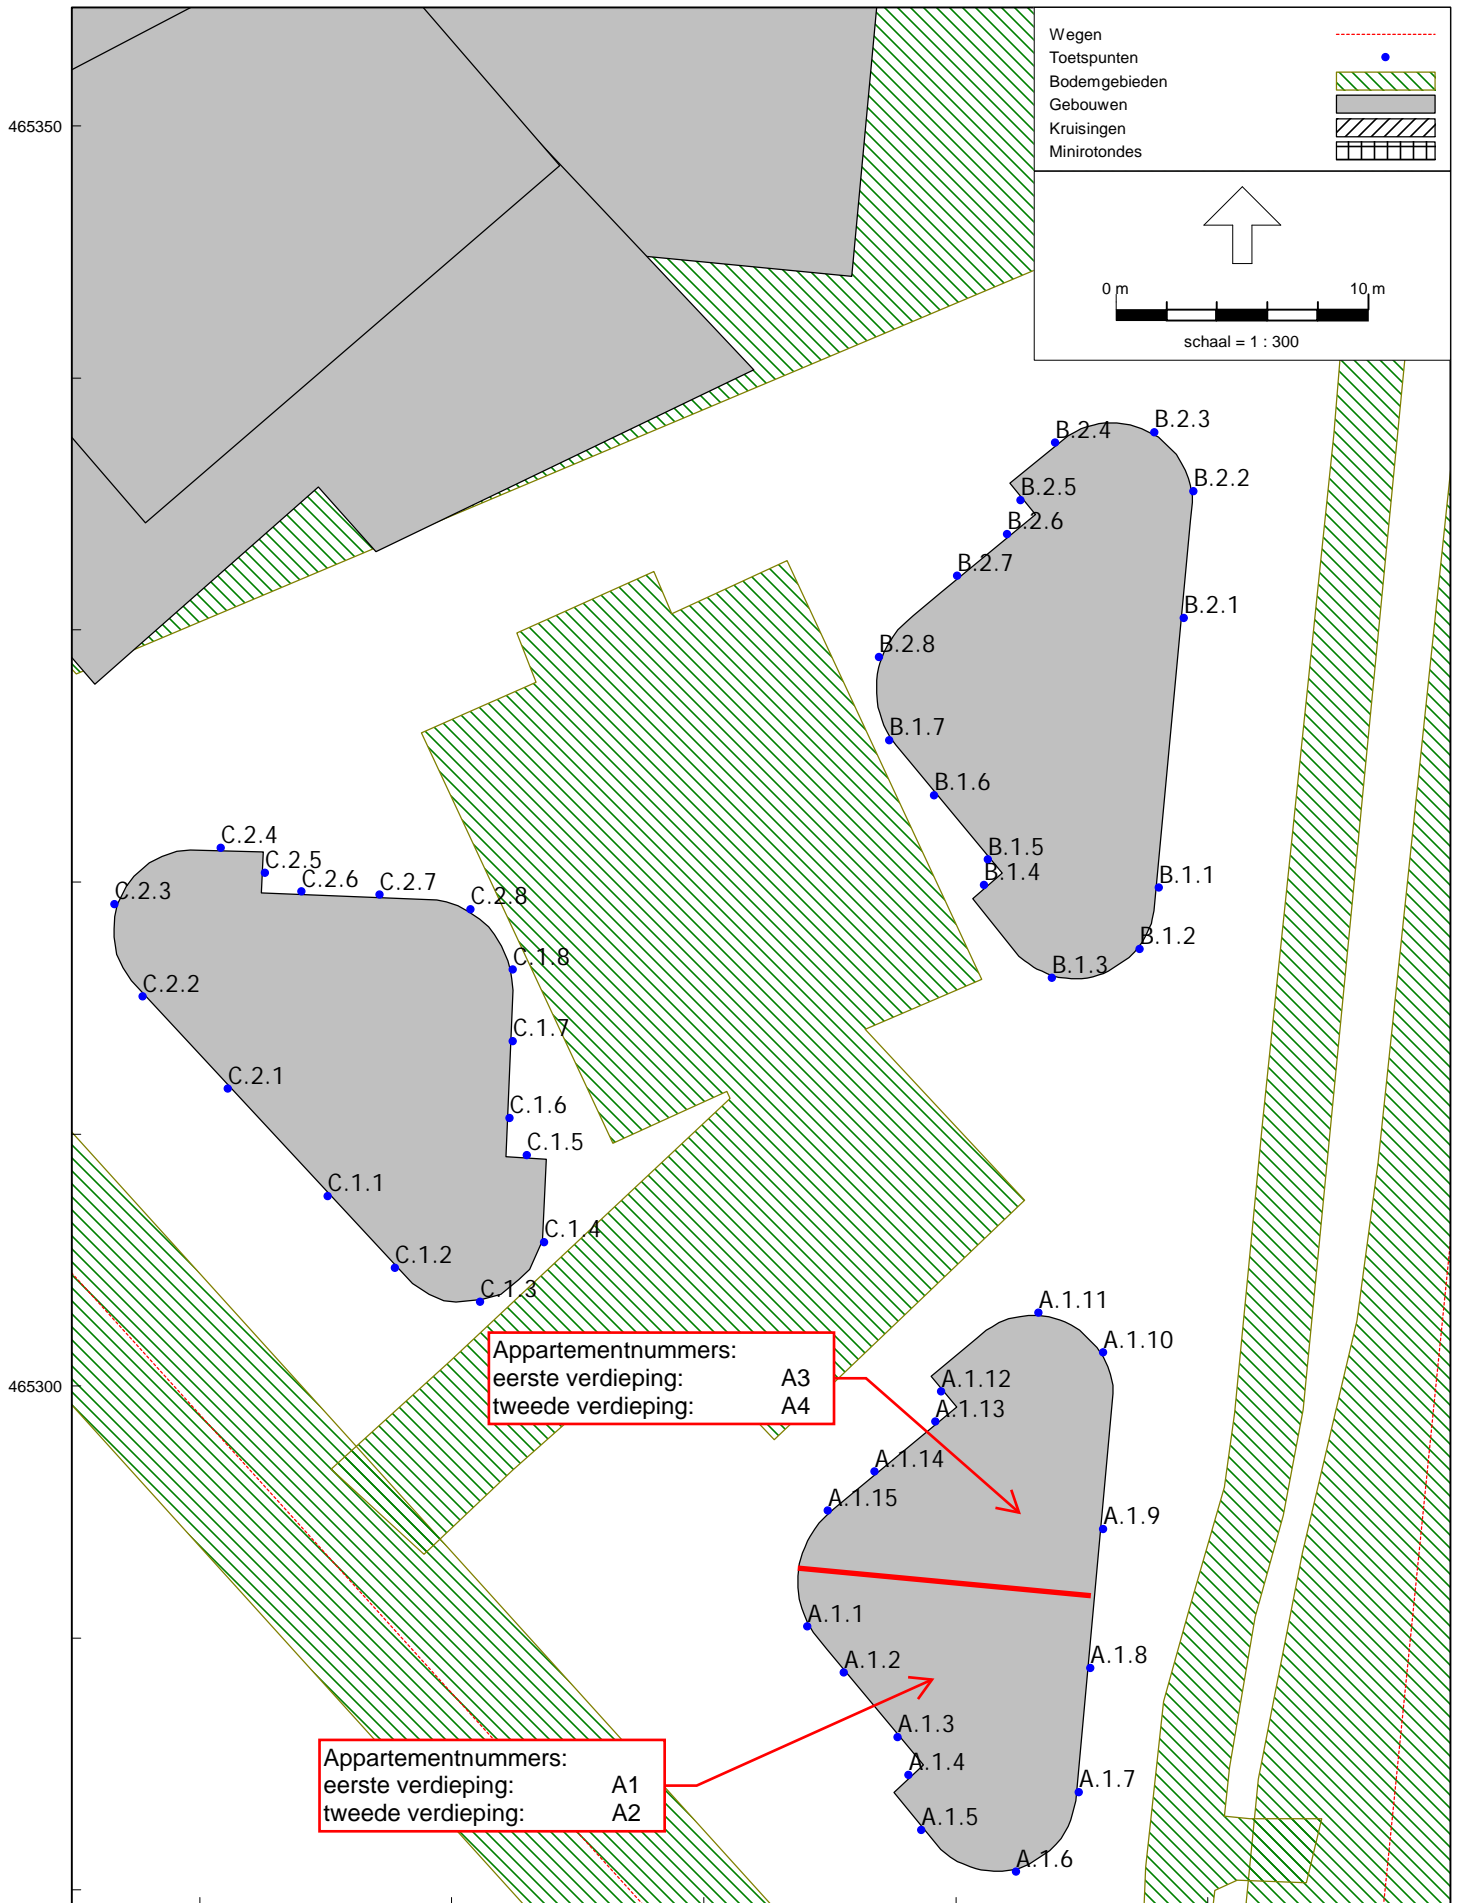 Wegen
Toetspunten
Bodemgebieden
Gebouwen
Kruisingen
Minirotondes
465350
0 m 10 m
schaal = 1 : 300
B.2.3
B.2.4
B.2.2
B.2.5
B.2.6
B.2.7
B.2.1
B.2.8
B.1.7
B.1.6
C.2.4
B.1.5
C.2.5
B.1.4
B.1.1
C.2.6
C.2.7
C.2.3
C.2.8
B.1.2
C.1.8
B.1.3
C.2.2
C.1.7
C.2.1
C.1.6
C.1.5
C.1.1
C.1.4
C.1.2
C.1.3
A.1.11
A.1.10
Appartementnummers:
eerste verdieping: A3
tweede verdieping: A4
465300
A.1.12
A.1.13
A.1.14
A.1.15
A.1.9
A.1.1
A.1.2
A.1.8
A.1.3
Appartementnummers:
eerste verdieping: A1
tweede verdieping: A2
A.1.4
A.1.7
A.1.5
A.1.6